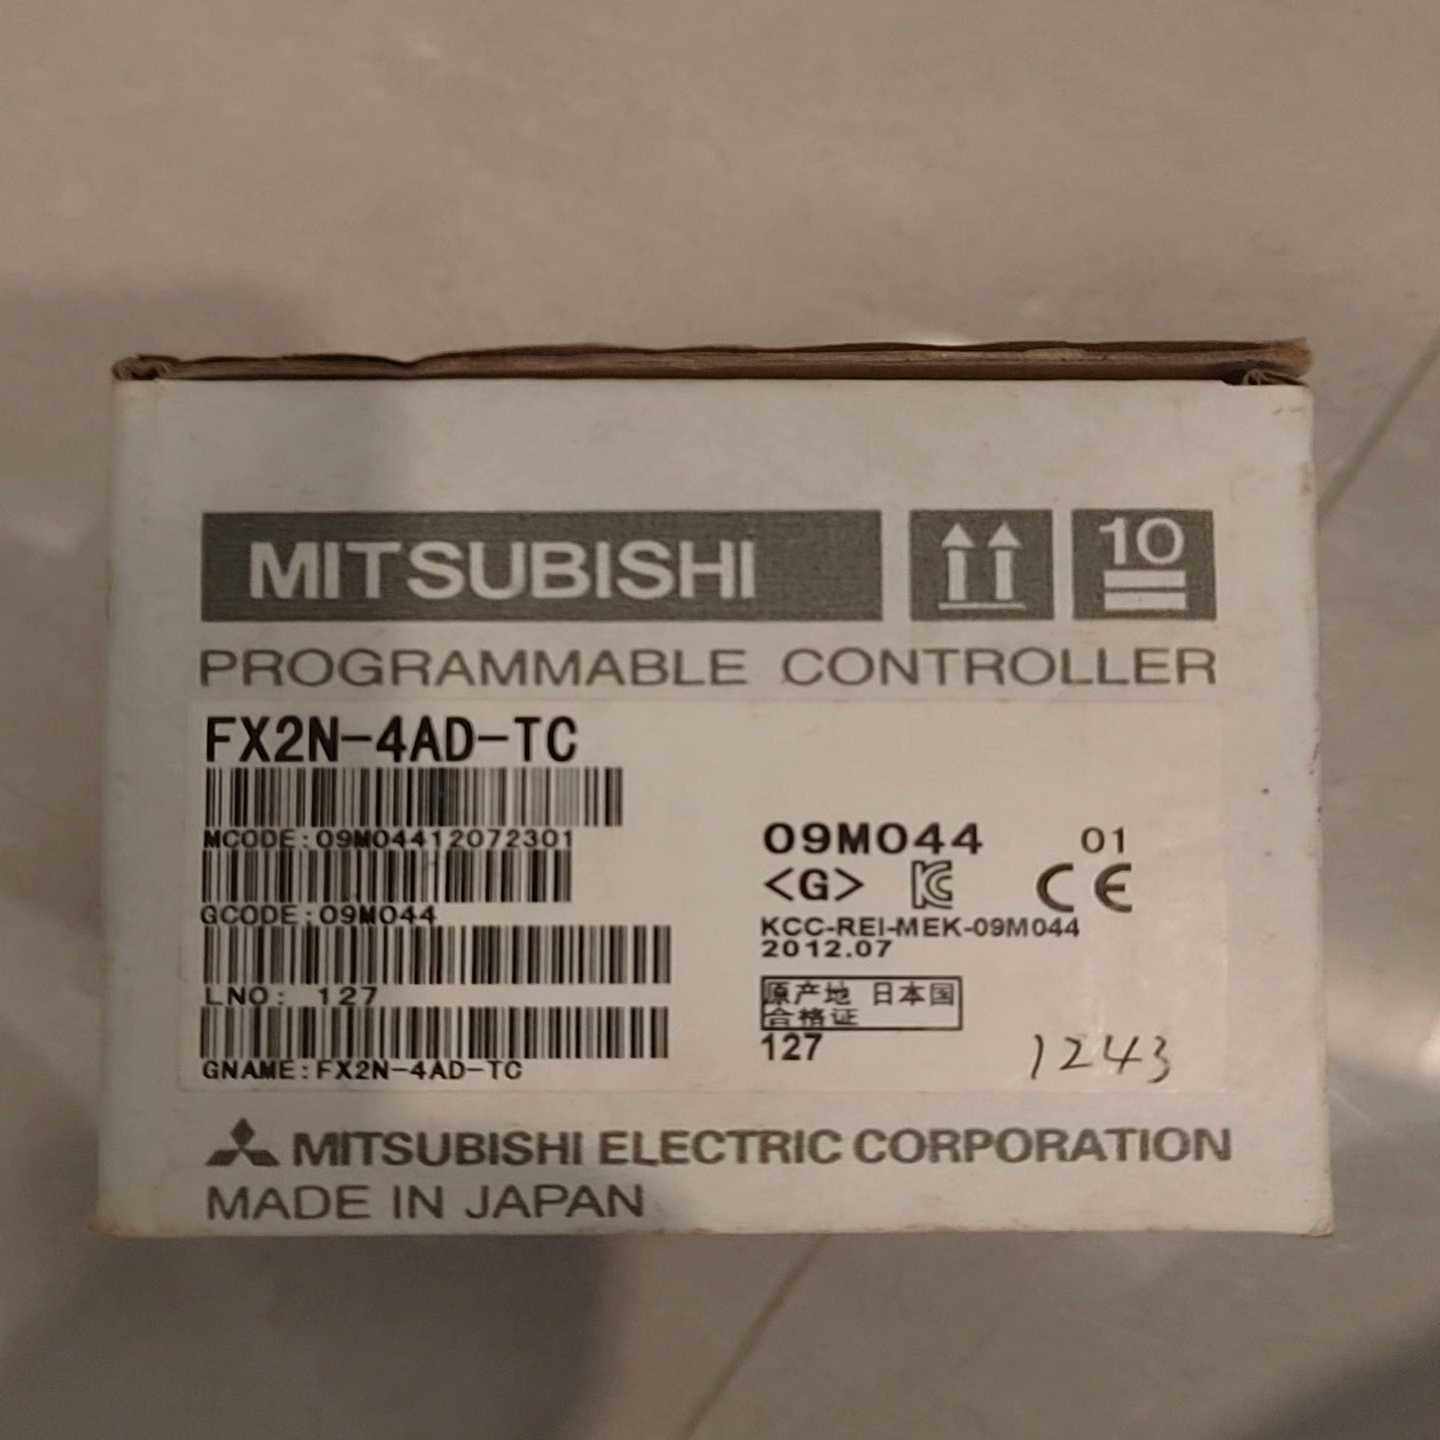 MITSUBISHI
10
PROGRAMMABLE CONTROLLER
FX2N-4AD-TC
MCODE:09M04412072301
GCODE:09M044
LNO: 127
GNAME:FX2N-4AD-TC
09M044 01
<G> KC CE
KCC-REI-MEK-09M044
2012.07
原产地 日本国
合格证
127
1243
MITSUBISHI ELECTRIC CORPORATION
MADE IN JAPAN